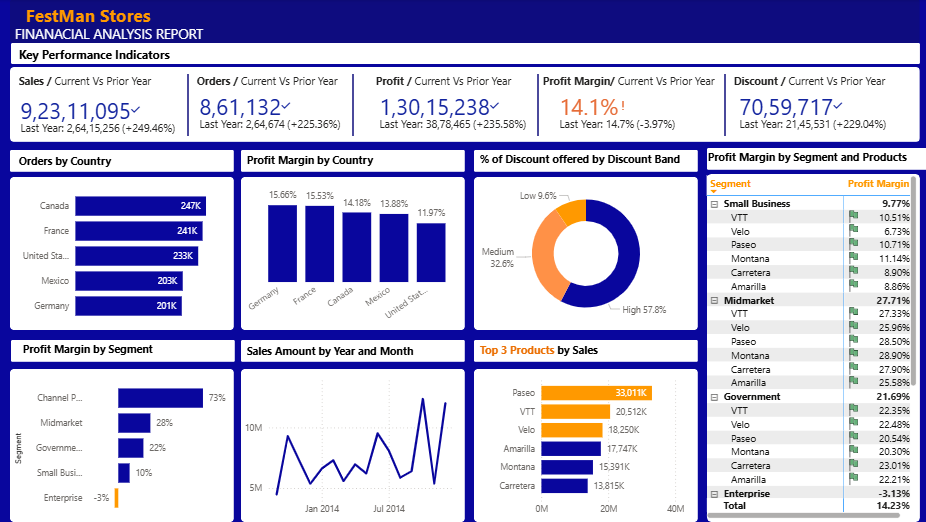 FestMan Stores
FINANACIAL ANALYSIS REPORT
Key Performance Indicators
Sales / Current Vs Prior Year
9,23,11,095
Last Year: 2,64,15,256 (+249.46%)
Orders / Current Vs Prior Year
8,61,132
Last Year: 2,64,674 (+225.36%)
Profit / Current Vs Prior Year
1,30,15,238
Last Year: 38,78,465 (+235.58%)
Profit Margin/ Current Vs Prior Year
14.1%!
Last Year: 14.7% (-3.97%)
Discount / Current Vs Prior Year
70,59,717
Last Year: 21,45,531 (+229.04%)
Orders by Country
Canada 247K
France 241K
United Sta... 233K
Mexico 203K
Germany 201K
Profit Margin by Country
15.66% 15.53% 14.18% 13.88% 11.97%
Germany France Canada Mexico United Stat...
% of Discount offered by Discount Band
Low 9.6%
Medium
32.6%
High 57.8%
Profit Margin by Segment and Products
Segment Profit Margin
Small Business 9.77%
VTT 10.51%
Velo 6.73%
Paseo 10.71%
Montana 11.14%
Carretera 8.90%
Amarilla 8.86%
Midmarket 27.71%
VTT 27.33%
Velo 25.96%
Paseo 28.50%
Montana 28.90%
Carretera 27.90%
Amarilla 25.58%
Government 21.69%
VTT 22.35%
Velo 22.48%
Paseo 20.54%
Montana 20.30%
Carretera 23.01%
Amarilla 22.21%
Enterprise -3.13%
Total 14.23%
Profit Margin by Segment
Segment
Channel P... 73%
Midmarket 28%
Governme... 22%
Small Busi... 10%
Enterprise -3%
Sales Amount by Year and Month
10M
5M
Jan 2014 Jul 2014
Top 3 Products by Sales
Paseo 33,011K
VTT 20,512K
Velo 18,250K
Amarilla 17,747K
Montana 15,391K
Carretera 13,815K
0M 20M 40M